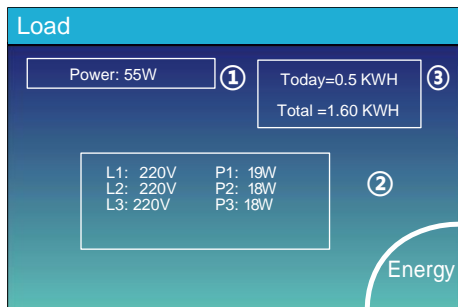 Load
Power: 55W ①
Today=0.5 KWH ③
Total =1.60 KWH
L1: 220V P1: 19W
L2: 220V P2: 18W ②
L3: 220V P3: 18W
Energy